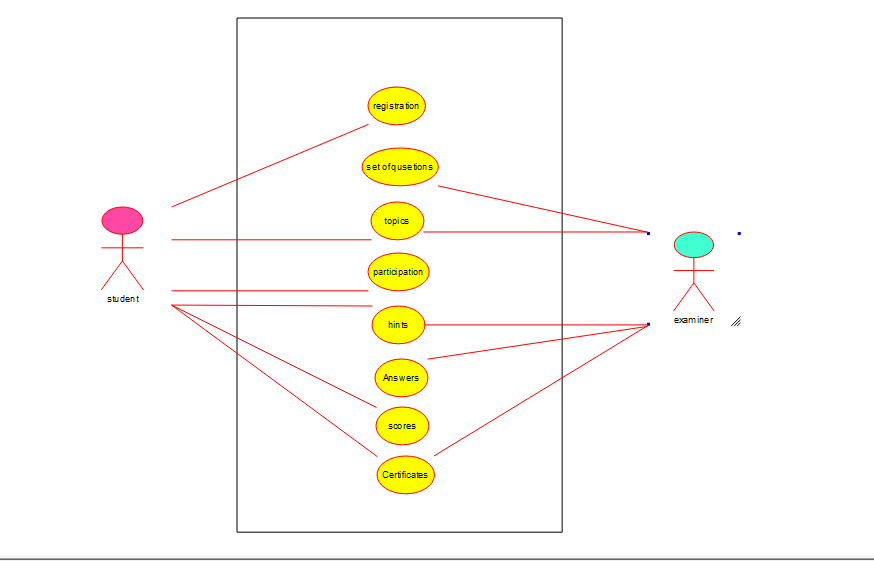 registration
set of qusetions
topics
participation
student
hints
examiner
Answers
scores
Certificates